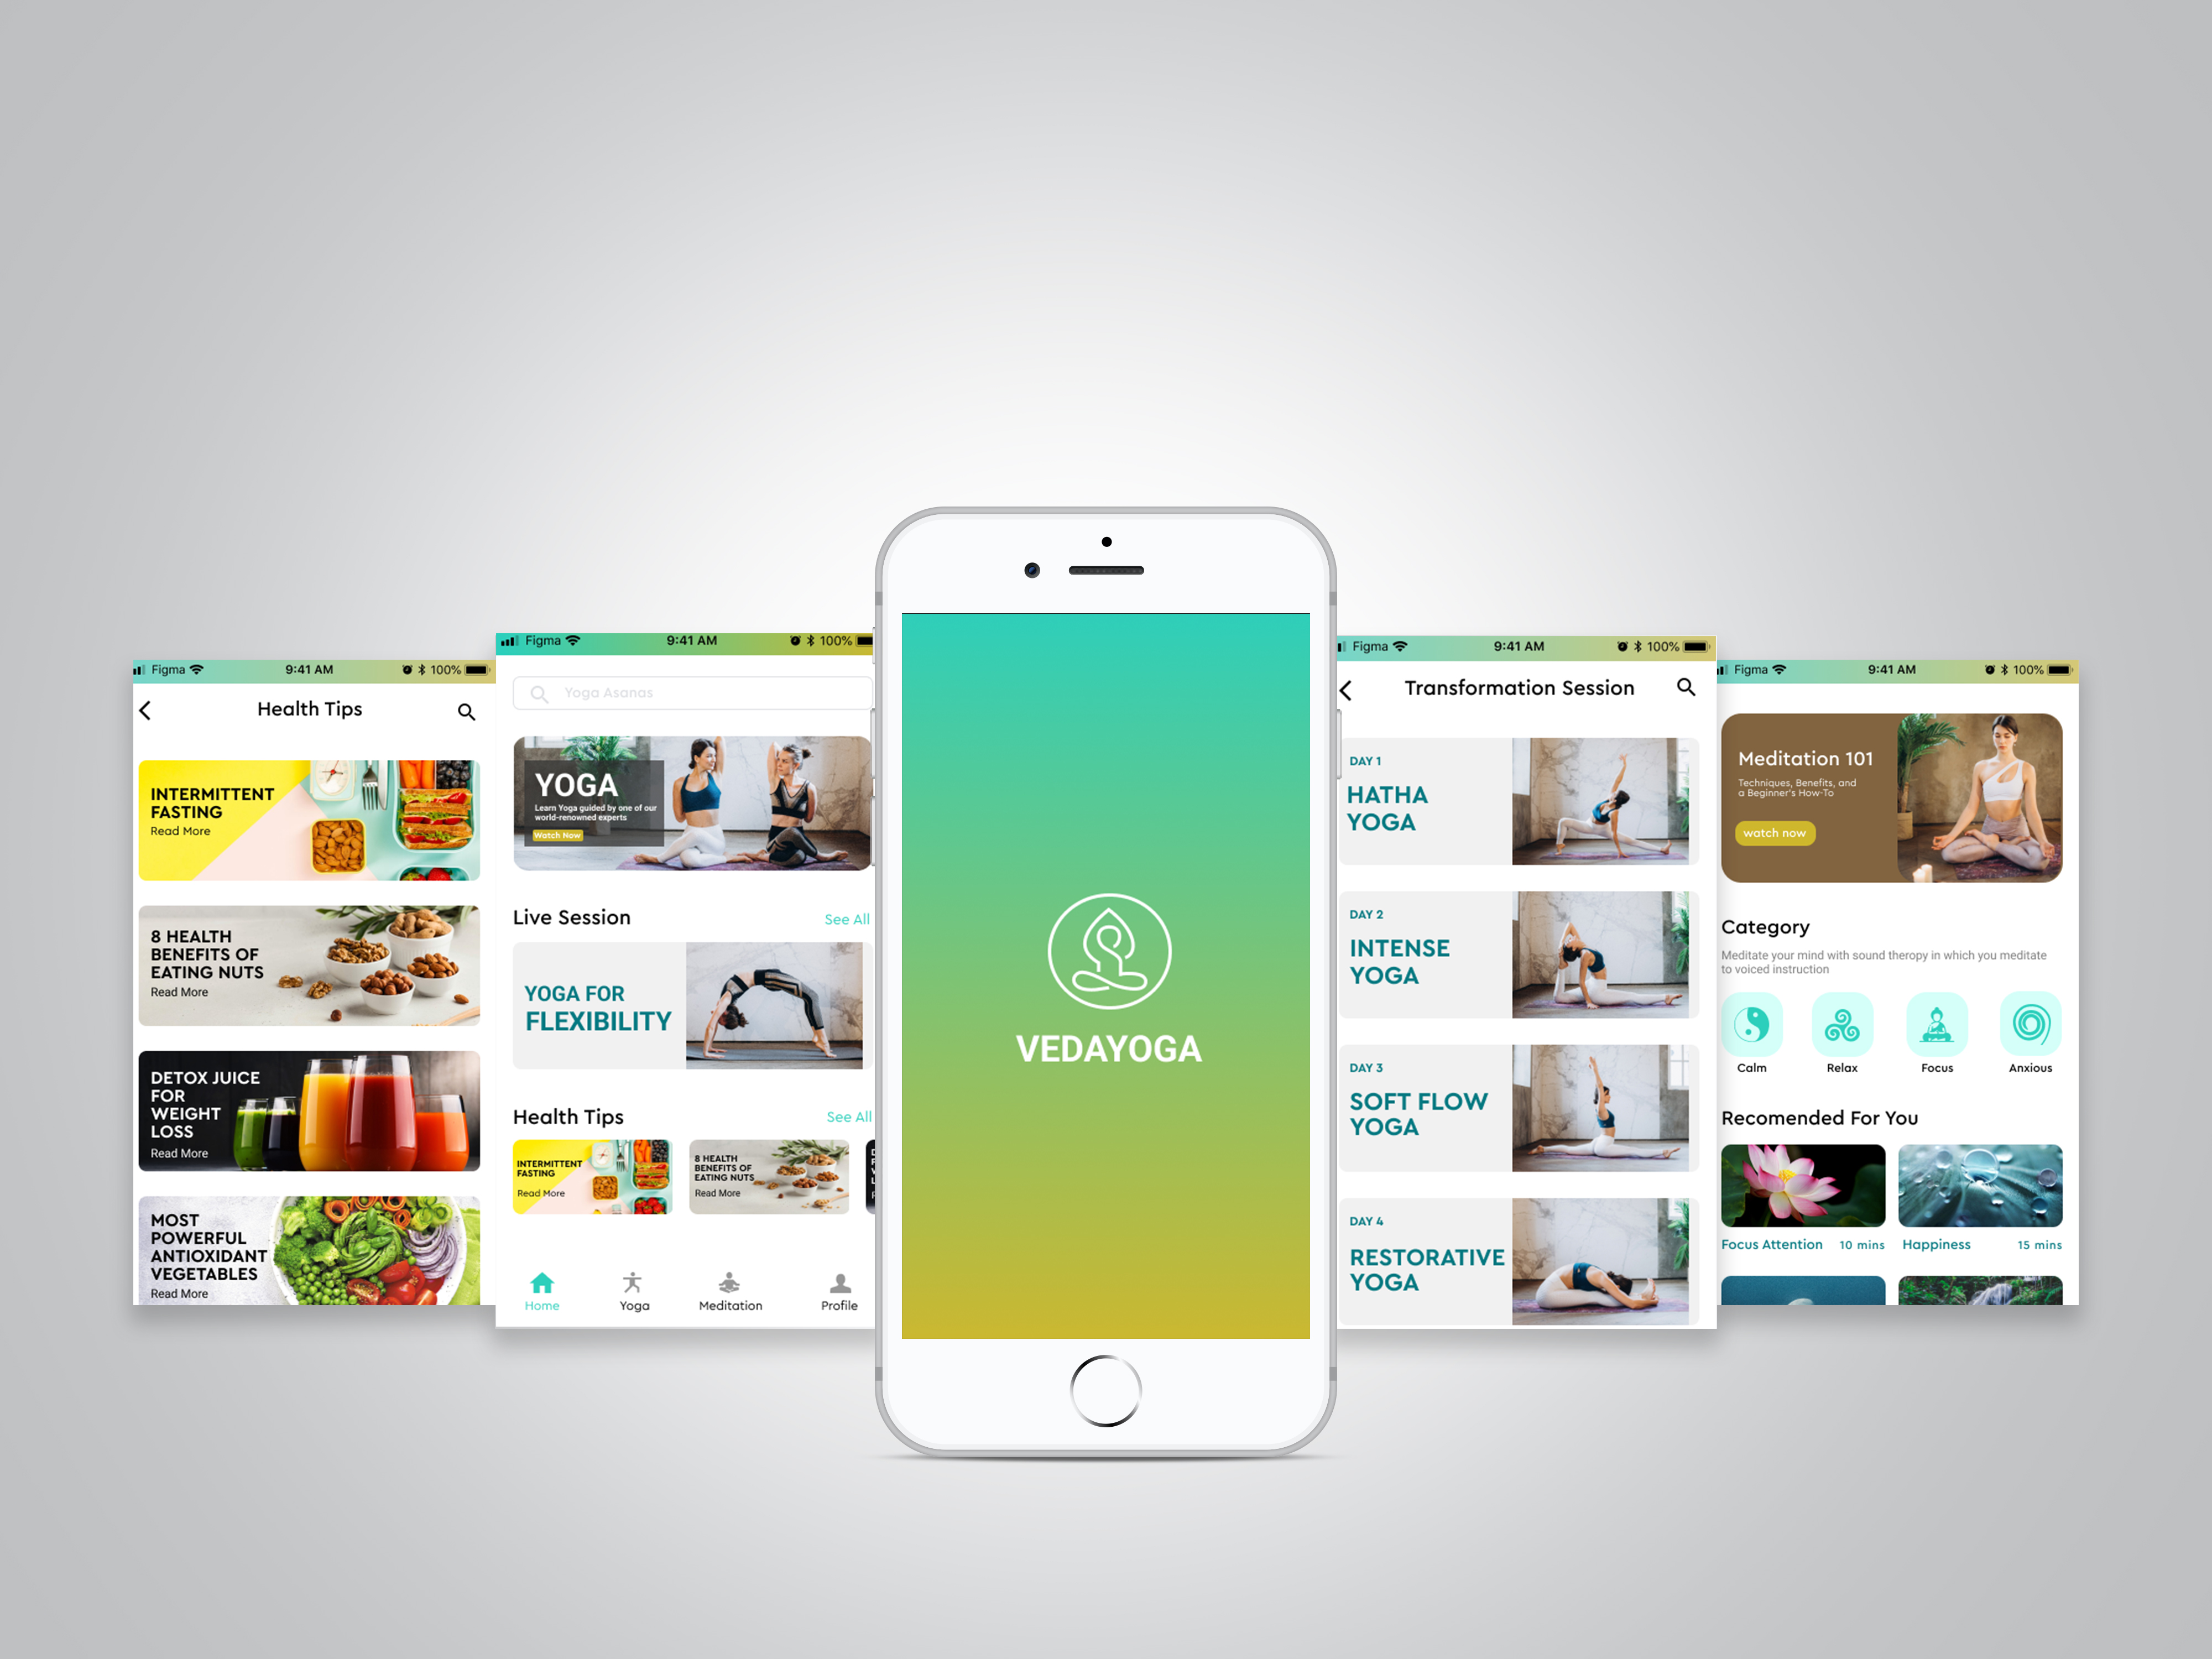 Figma 9:41 AM 100%
Health Tips
INTERMITTENT
FASTING
Read More
8 HEALTH
BENEFITS OF
EATING NUTS
Read More
DETOX JUICE
FOR
WEIGHT
LOSS
Read More
MOST
POWERFUL
ANTIOXIDANT
VEGETABLES
Read More
Figma 9:41 AM 100%
Yoga Asanas
YOGA
Learn Yoga guided by one of our
world-renowned experts
Watch Now
Live Session See All
YOGA FOR
FLEXIBILITY
Health Tips See All
INTERMITTENT
FASTING
Read More
8 HEALTH
BENEFITS OF
EATING NUTS
Read More
Home Yoga Meditation Profile
VEDAYOGA
Figma 9:41 AM 100%
Transformation Session
DAY 1
HATHA
YOGA
DAY 2
INTENSE
YOGA
DAY 3
SOFT FLOW
YOGA
DAY 4
RESTORATIVE
YOGA
Figma 9:41 AM 100%
Meditation 101
Techniques, Benefits, and
a Beginner's How-To
watch now
Category
Meditate your mind with sound theropy in which you meditate
to voiced instruction
Calm Relax Focus Anxious
Recomended For You
Focus Attention 10 mins Happiness 15 mins